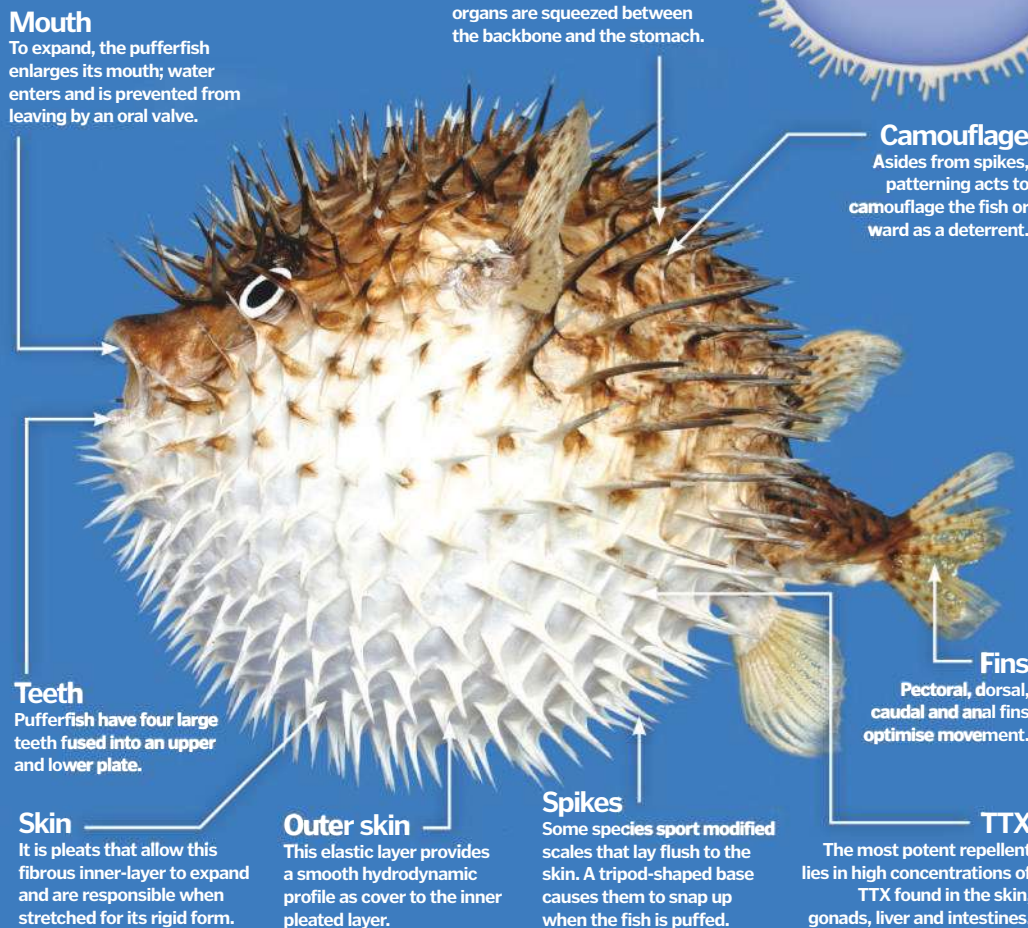 Mouth
To expand, the pufferfish
enlarges its mouth; water
enters and is prevented from
leaving by an oral valve.
organs are squeezed between
the backbone and the stomach.
Camouflage
Asides from spikes,
patterning acts to
camouflage the fish or
ward as a deterrent.
Teeth
Pufferfish have four large
teeth fused into an upper
and lower plate.
Fins
Pectoral, dorsal,
caudal and anal fins
optimise movement.
Skin
It is pleats that allow this
fibrous inner-layer to expand
and are responsible when
stretched for its rigid form.
Outer skin
This elastic layer provides
a smooth hydrodynamic
profile as cover to the inner
pleated layer.
Spikes
Some species sport modified
scales that lay flush to the
skin. A tripod-shaped base
causes them to snap up
when the fish is puffed.
TTX
The most potent repellent
lies in high concentrations of
TTX found in the skin,
gonads, liver and intestines.